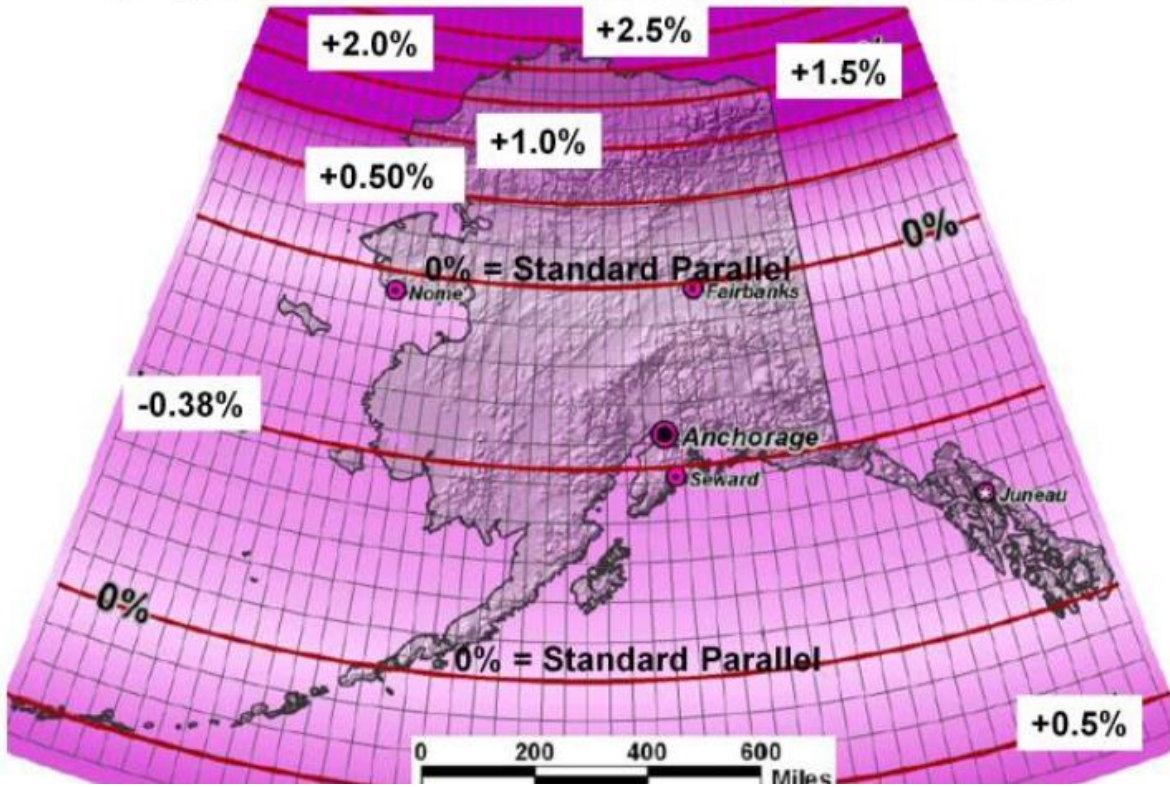 +2.0%
+2.5%
+1.5%
+1.0%
+0.50%
0%
0% = Standard Parallel
Nome
Fairbanks
-0.38%
Anchorage
Seward
Juneau
0%
0% = Standard Parallel
+0.5%
0 200 400 600
Miles